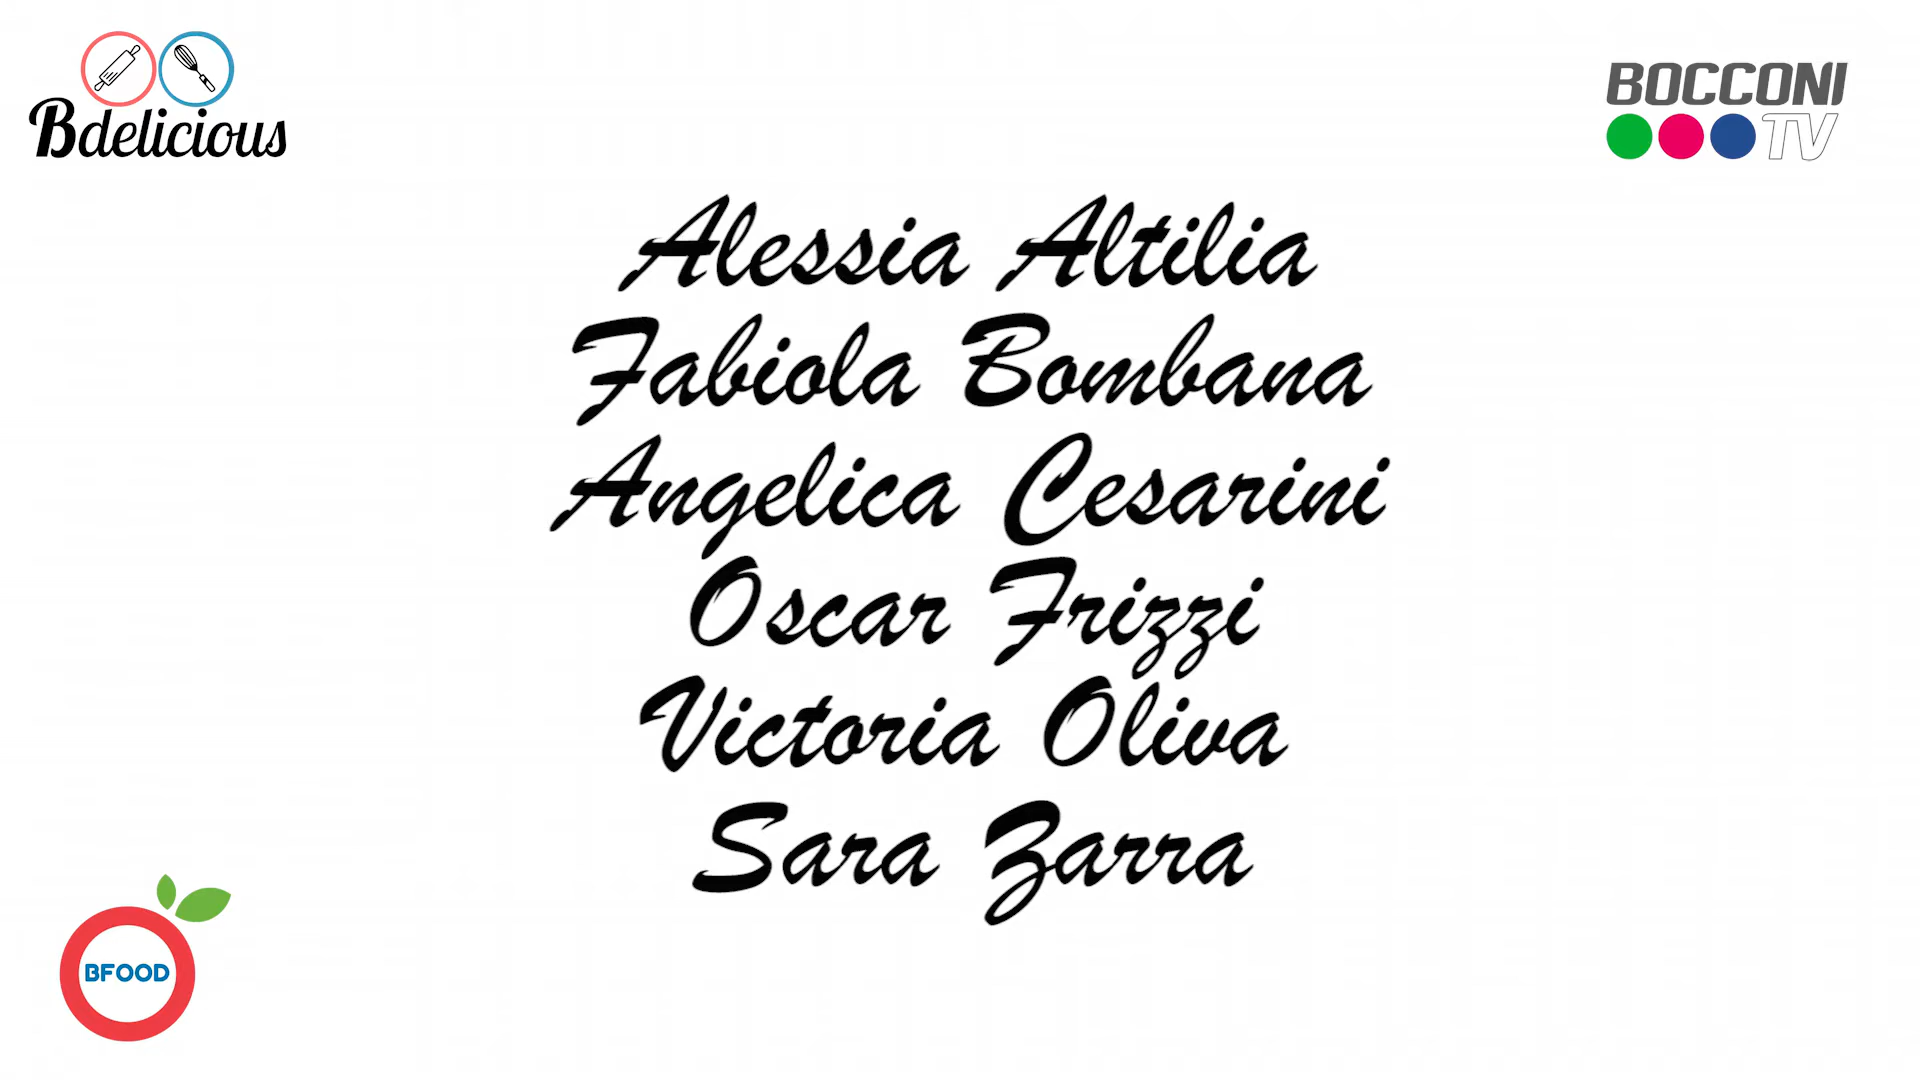 Bdelicious
BOCCONI
TV
Alessia Altilia
Fabiola Bombana
Angelica Cesarini
Oscar Frizzi
Victoria Oliva
Sara Zarra
BFOOD